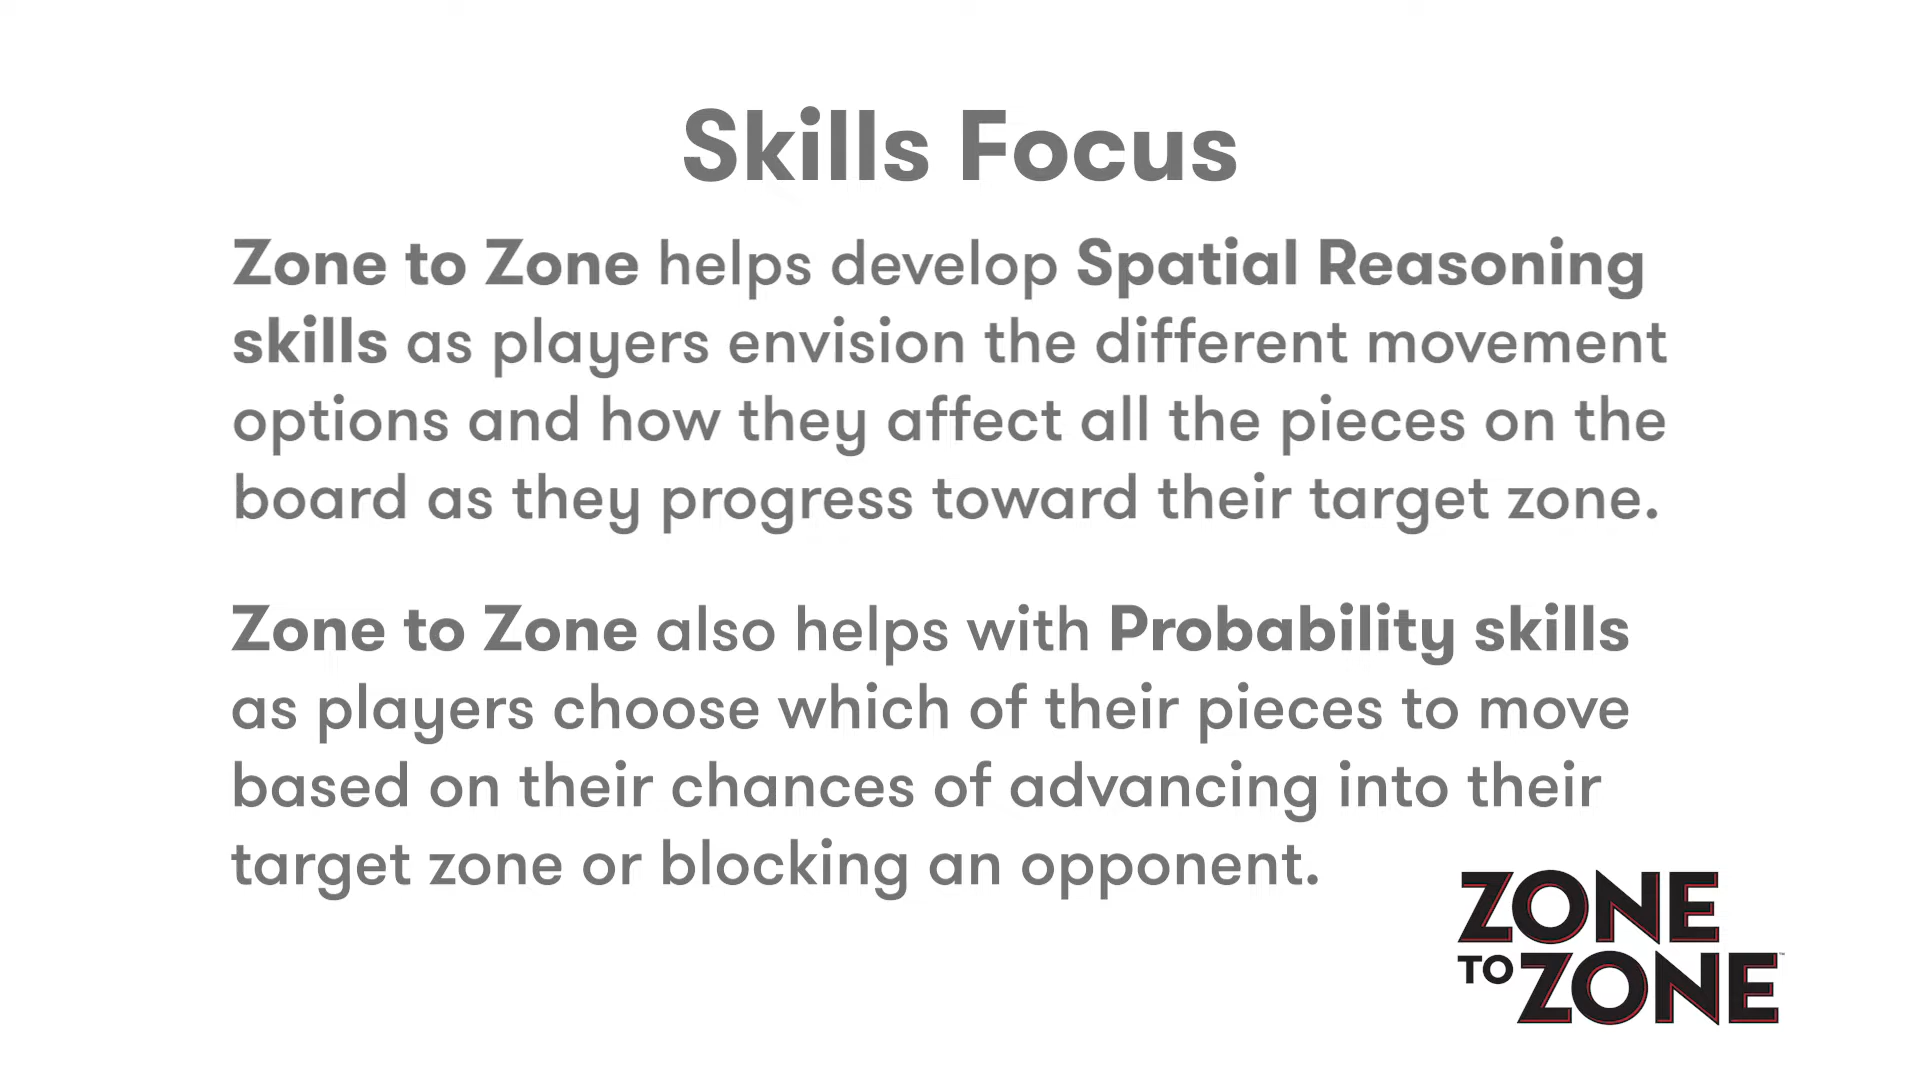 Skills Focus
Zone to Zone helps develop Spatial Reasoning
skills as players envision the different movement
options and how they affect all the pieces on the
board as they progress toward their target zone.
Zone to Zone also helps with Probability skills
as players choose which of their pieces to move
based on their chances of advancing into their
target zone or blocking an opponent.
ZONE
TO ZONE™